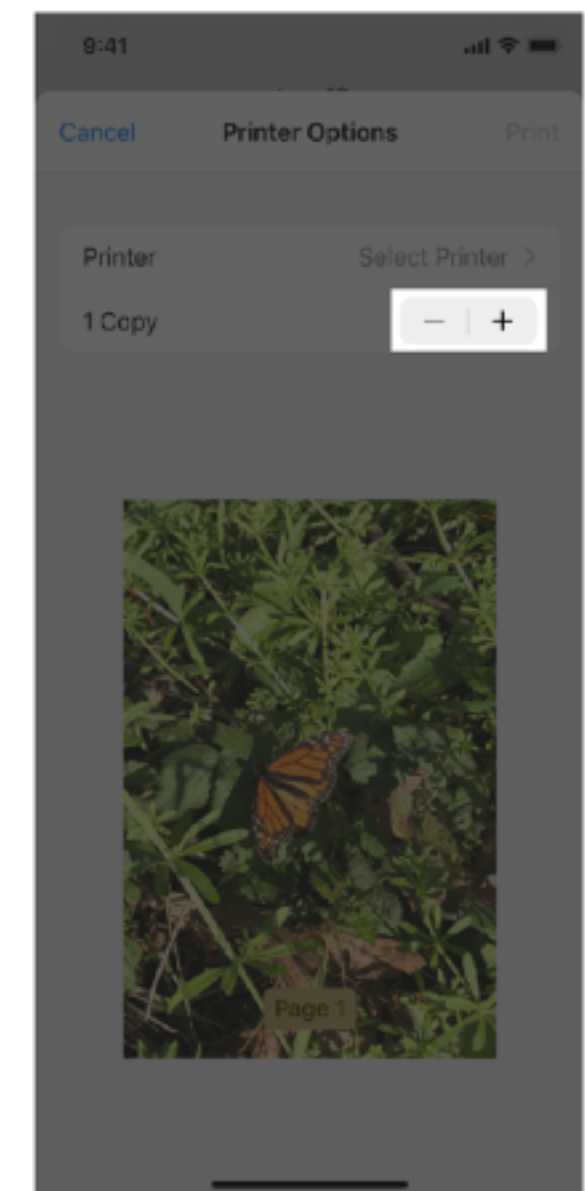 9:41
Cancel Printer Options Print
Printer Select Printer >
1 Copy − +
Page 1